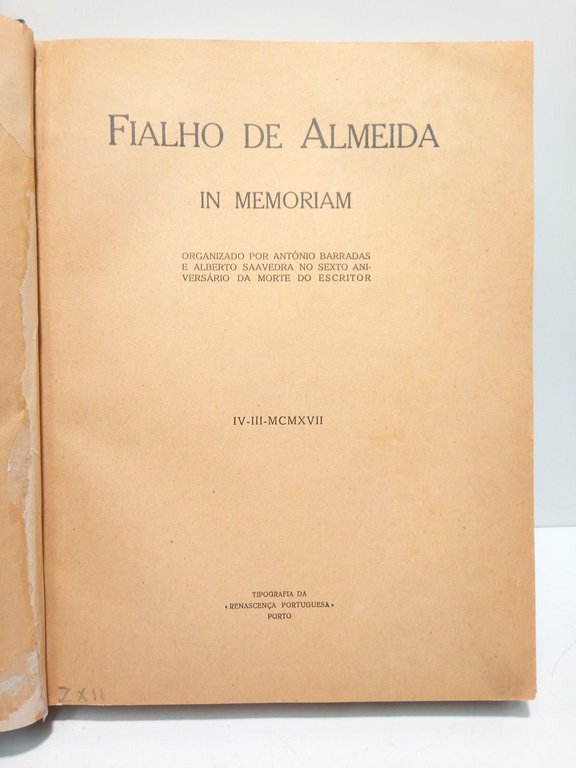 FIALHO DE ALMEIDA
IN MEMORIAM
ORGANIZADO POR ANTÓNIO BARRADAS
E ALBERTO SAAVEDRA NO SEXTO ANI-
VERSÁRIO DA MORTE DO ESCRITOR
IV-III-MCMXVII
TIPOGRAFIA DA
«RENASCENÇA PORTUGUESA»
PORTO
Z XII